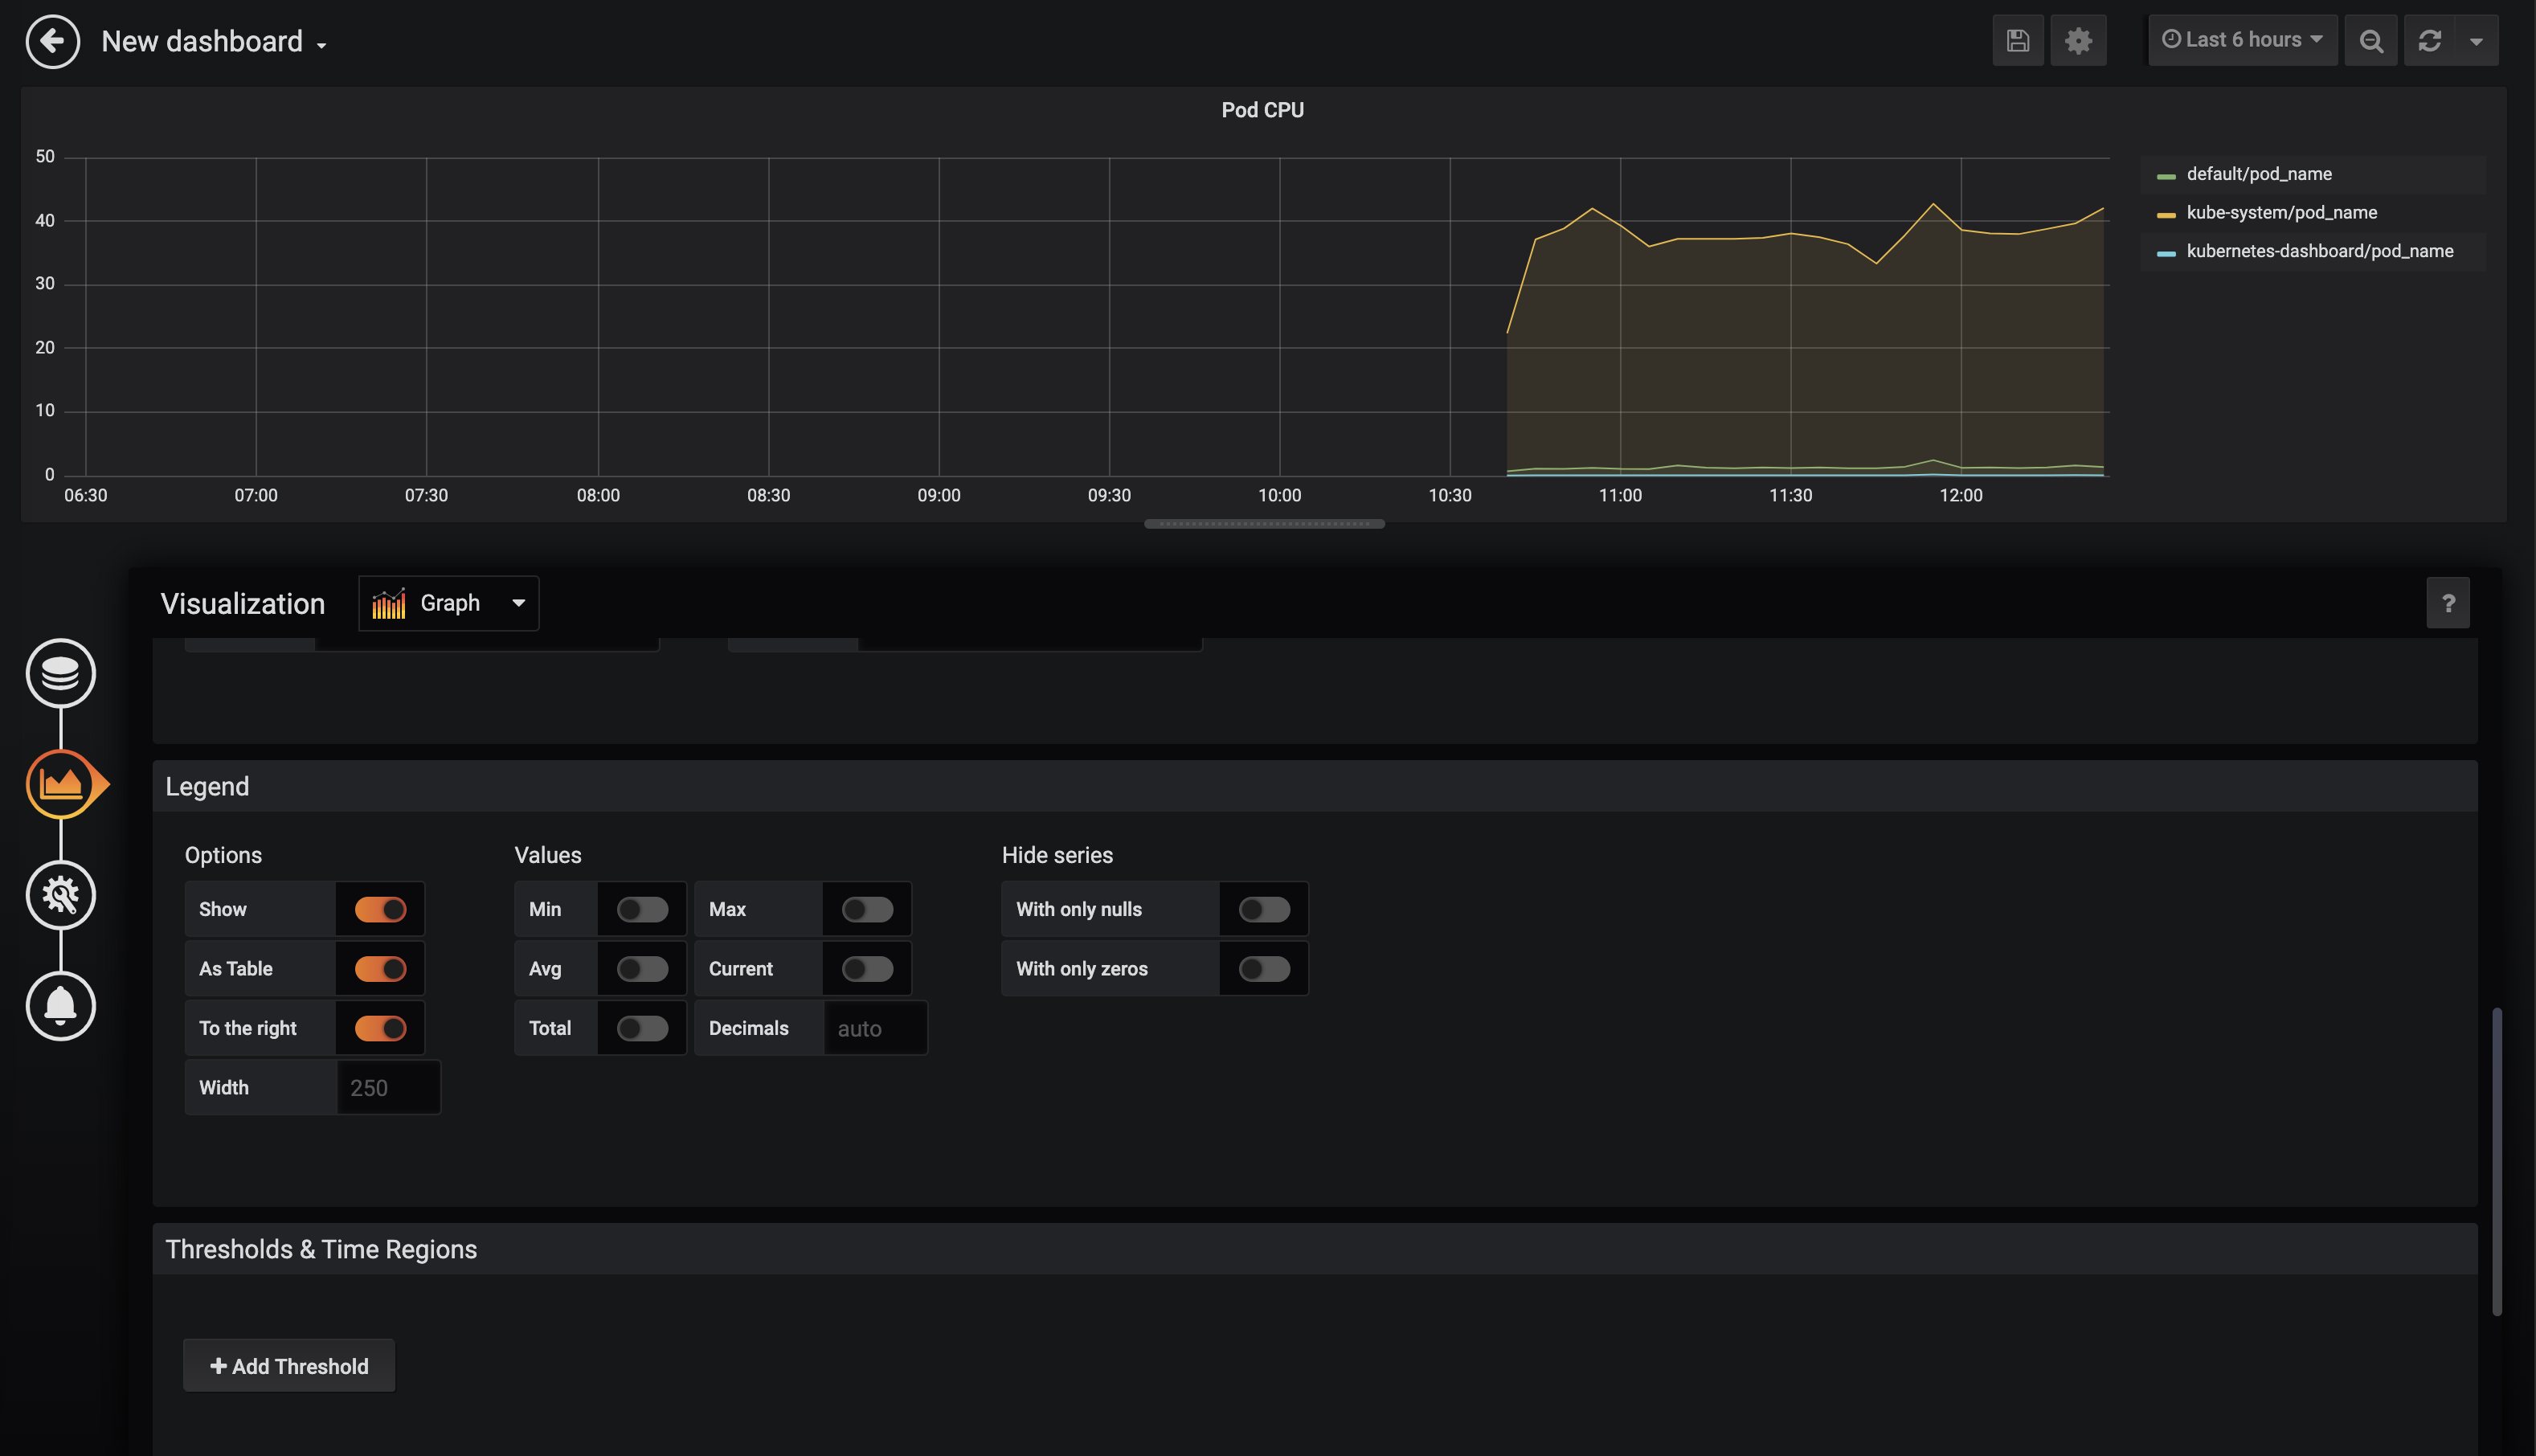 New dashboard
Last 6 hours
Pod CPU
50
40
30
20
10
0
06:30 07:00 07:30 08:00 08:30 09:00 09:30 10:00 10:30 11:00 11:30 12:00
default/pod_name
kube-system/pod_name
kubernetes-dashboard/pod_name
Visualization
Graph
?
Legend
Options Values Hide series
Show Min Max With only nulls
As Table Avg Current With only zeros
To the right Total Decimals auto
Width 250
Thresholds & Time Regions
+ Add Threshold